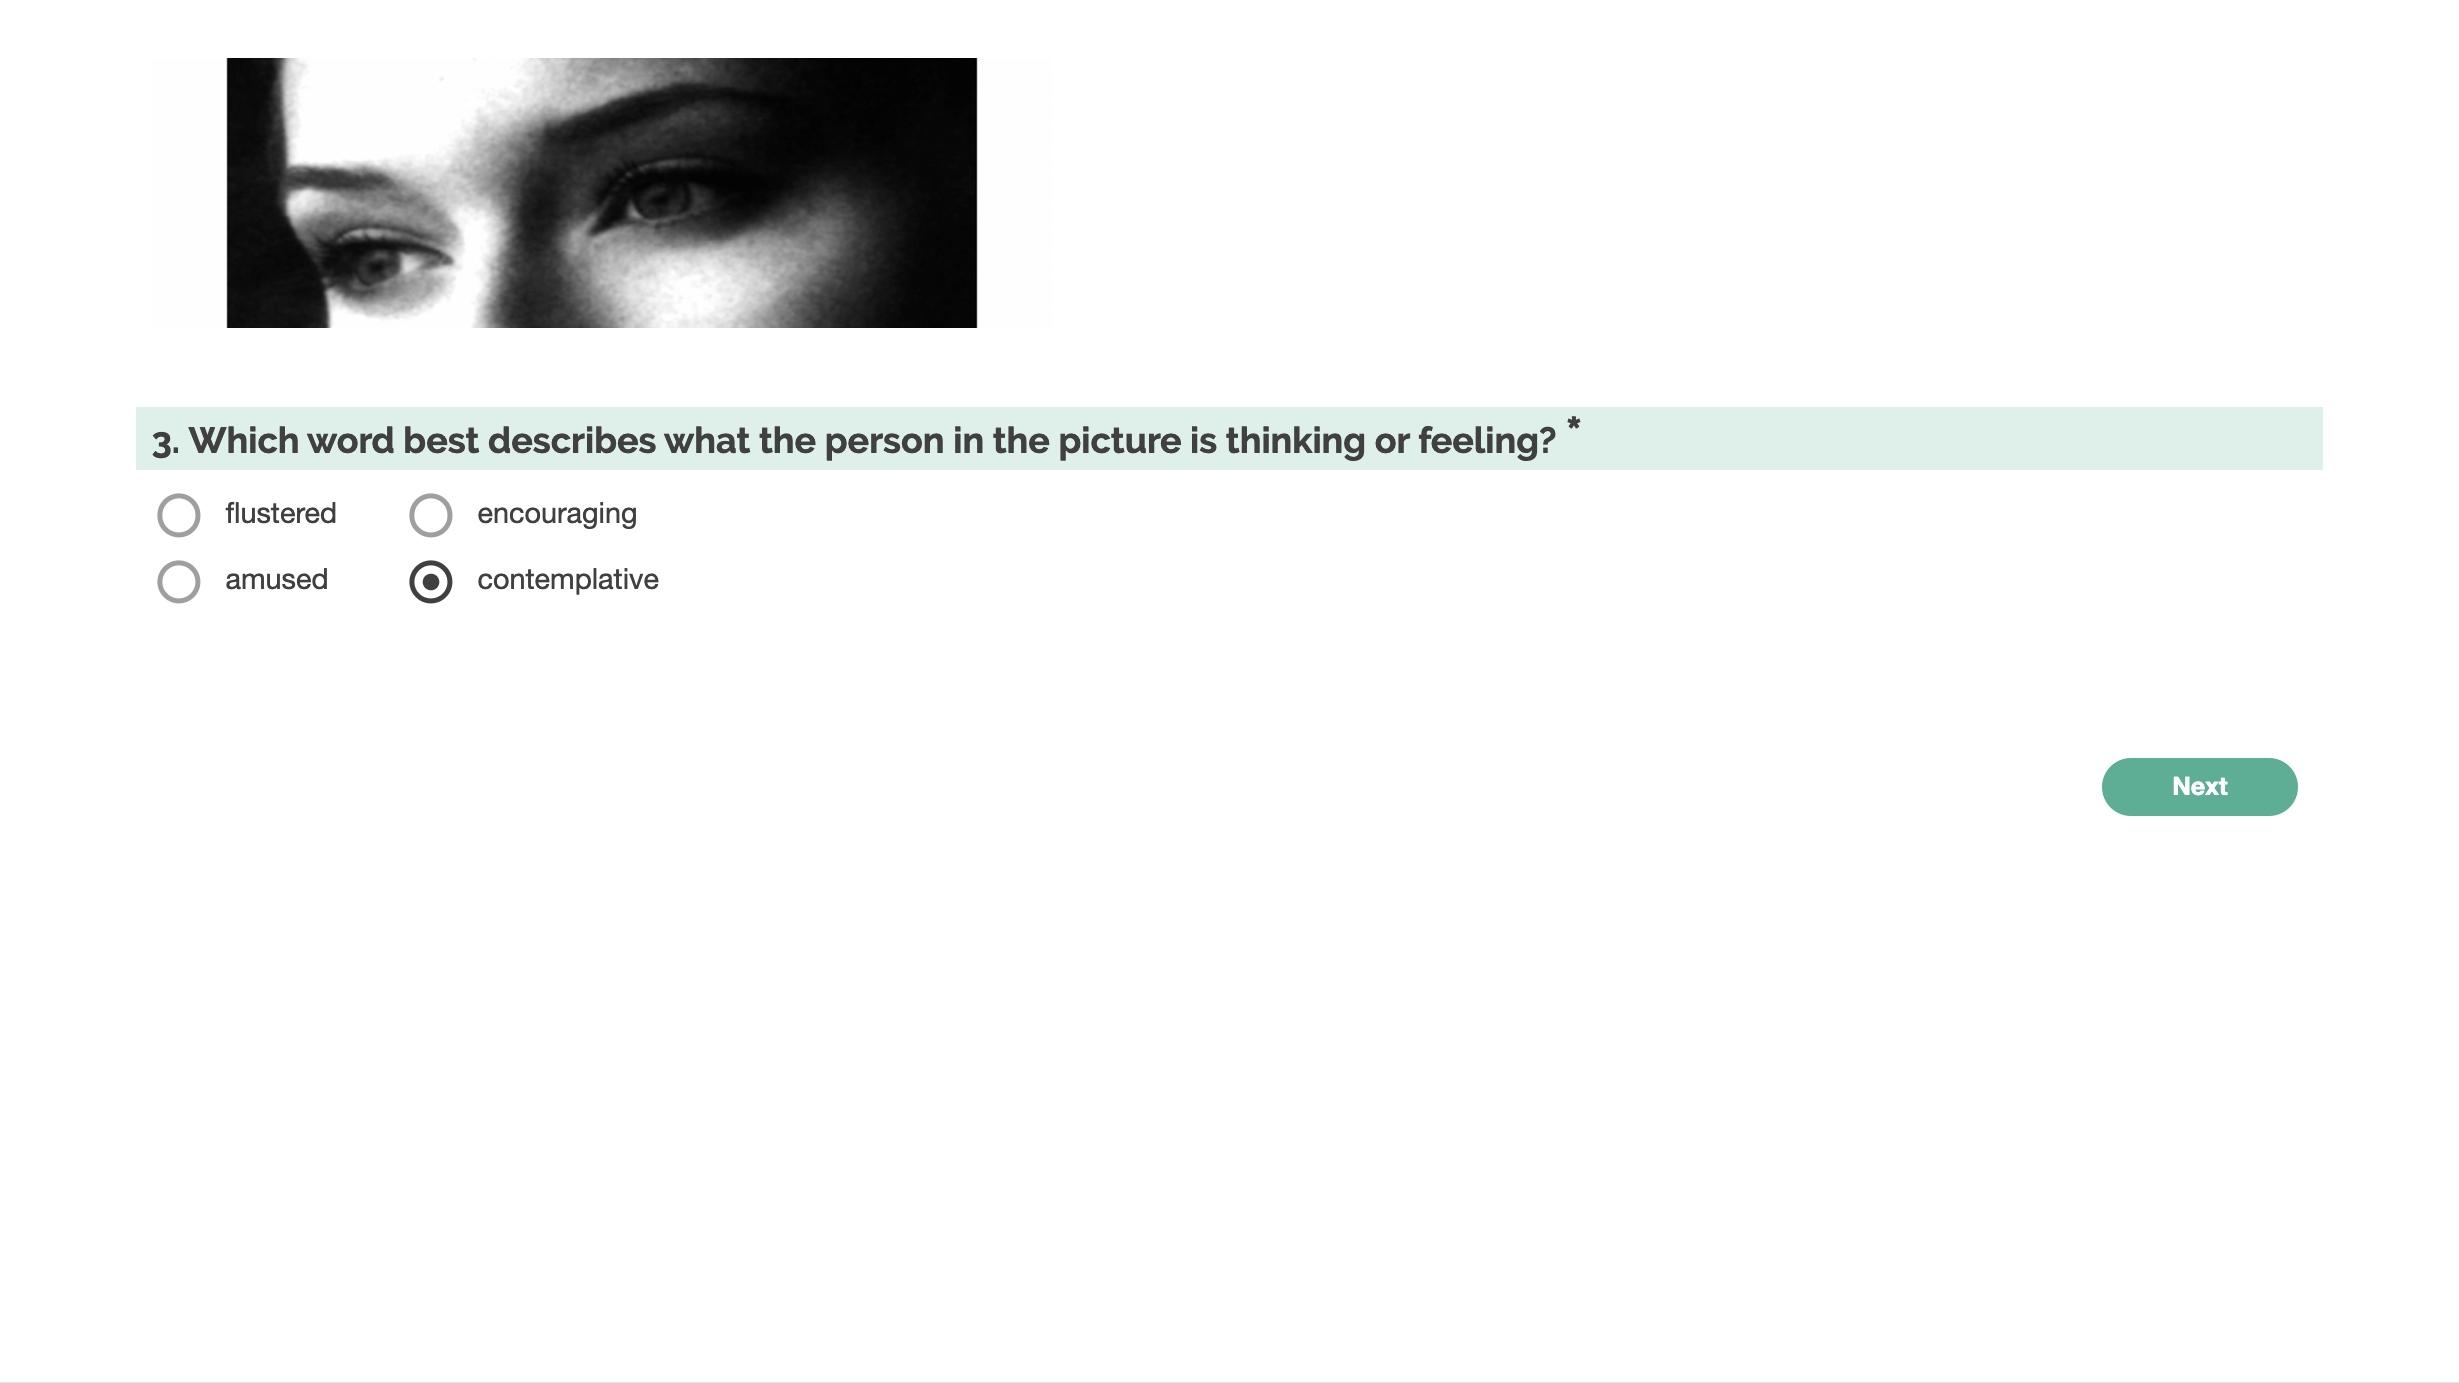 3. Which word best describes what the person in the picture is thinking or feeling? *
flustered encouraging
amused contemplative
Next